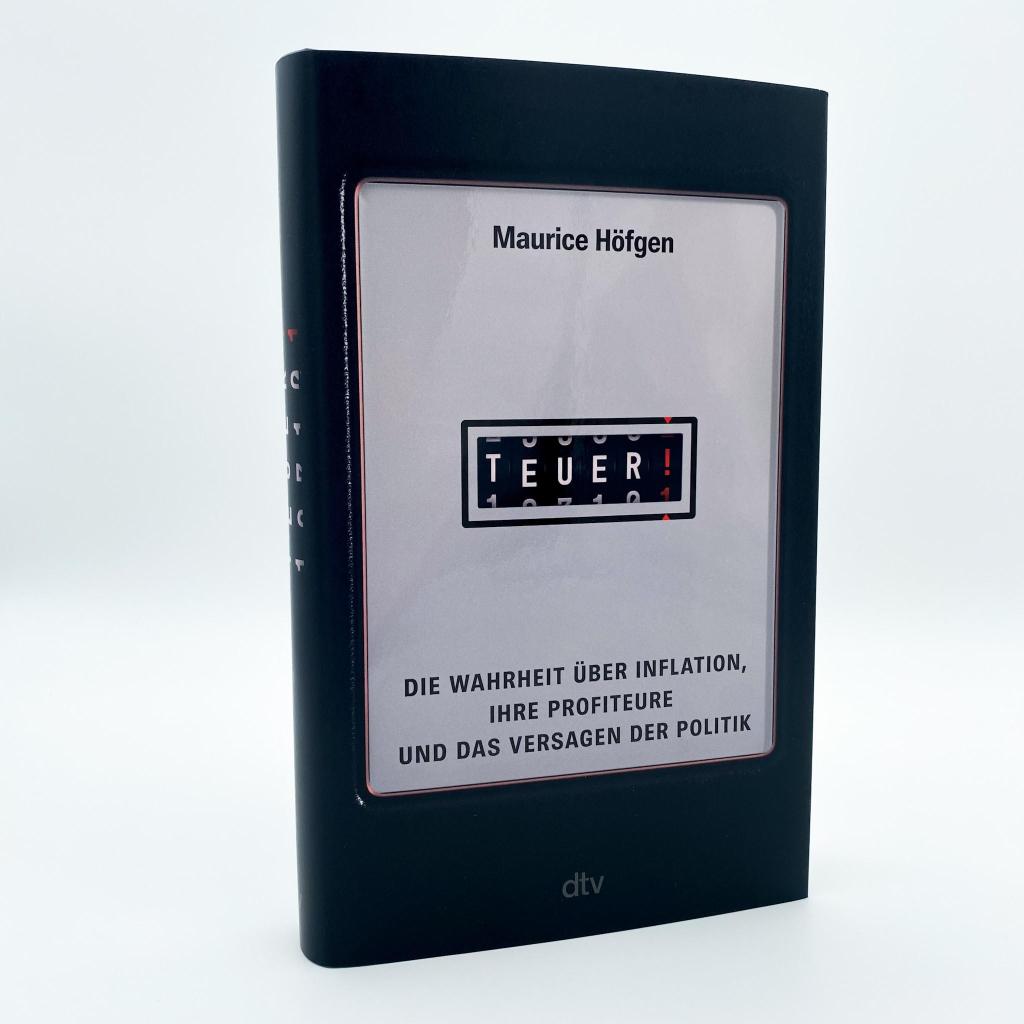 Maurice Höfgen
TEUER!
DIE WAHRHEIT ÜBER INFLATION,
IHRE PROFITEURE
UND DAS VERSAGEN DER POLITIK
dtv